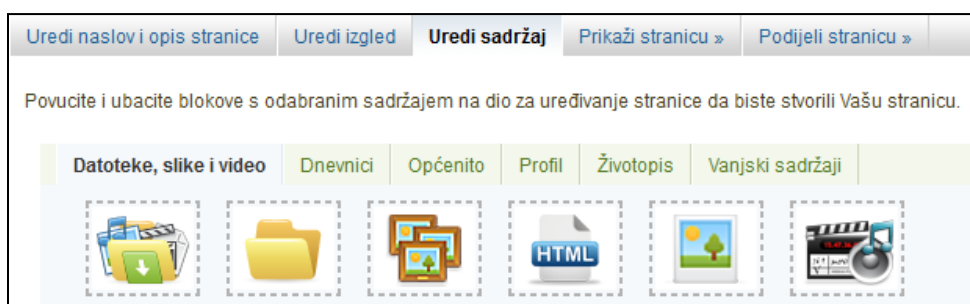 Uredi naslov i opis stranice Uredi izgled Uredi sadržaj Prikaži stranicu » Podijeli stranicu »
Povucite i ubacite blokove s odabranim sadržajem na dio za uređivanje stranice da biste stvorili Vašu stranicu.
Datoteke, slike i video Dnevnici Općenito Profil Životopis Vanjski sadržaji
HTML